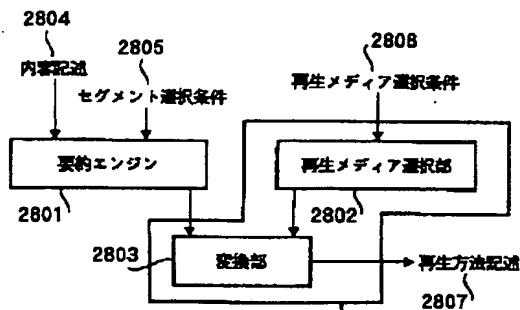 2804
内容記述
2805
セグメント選択条件
2808
再生メディア選択条件
要約エンジン
2801
再生メディア選択部
2802
2803
変換部
再生方法記述
2807